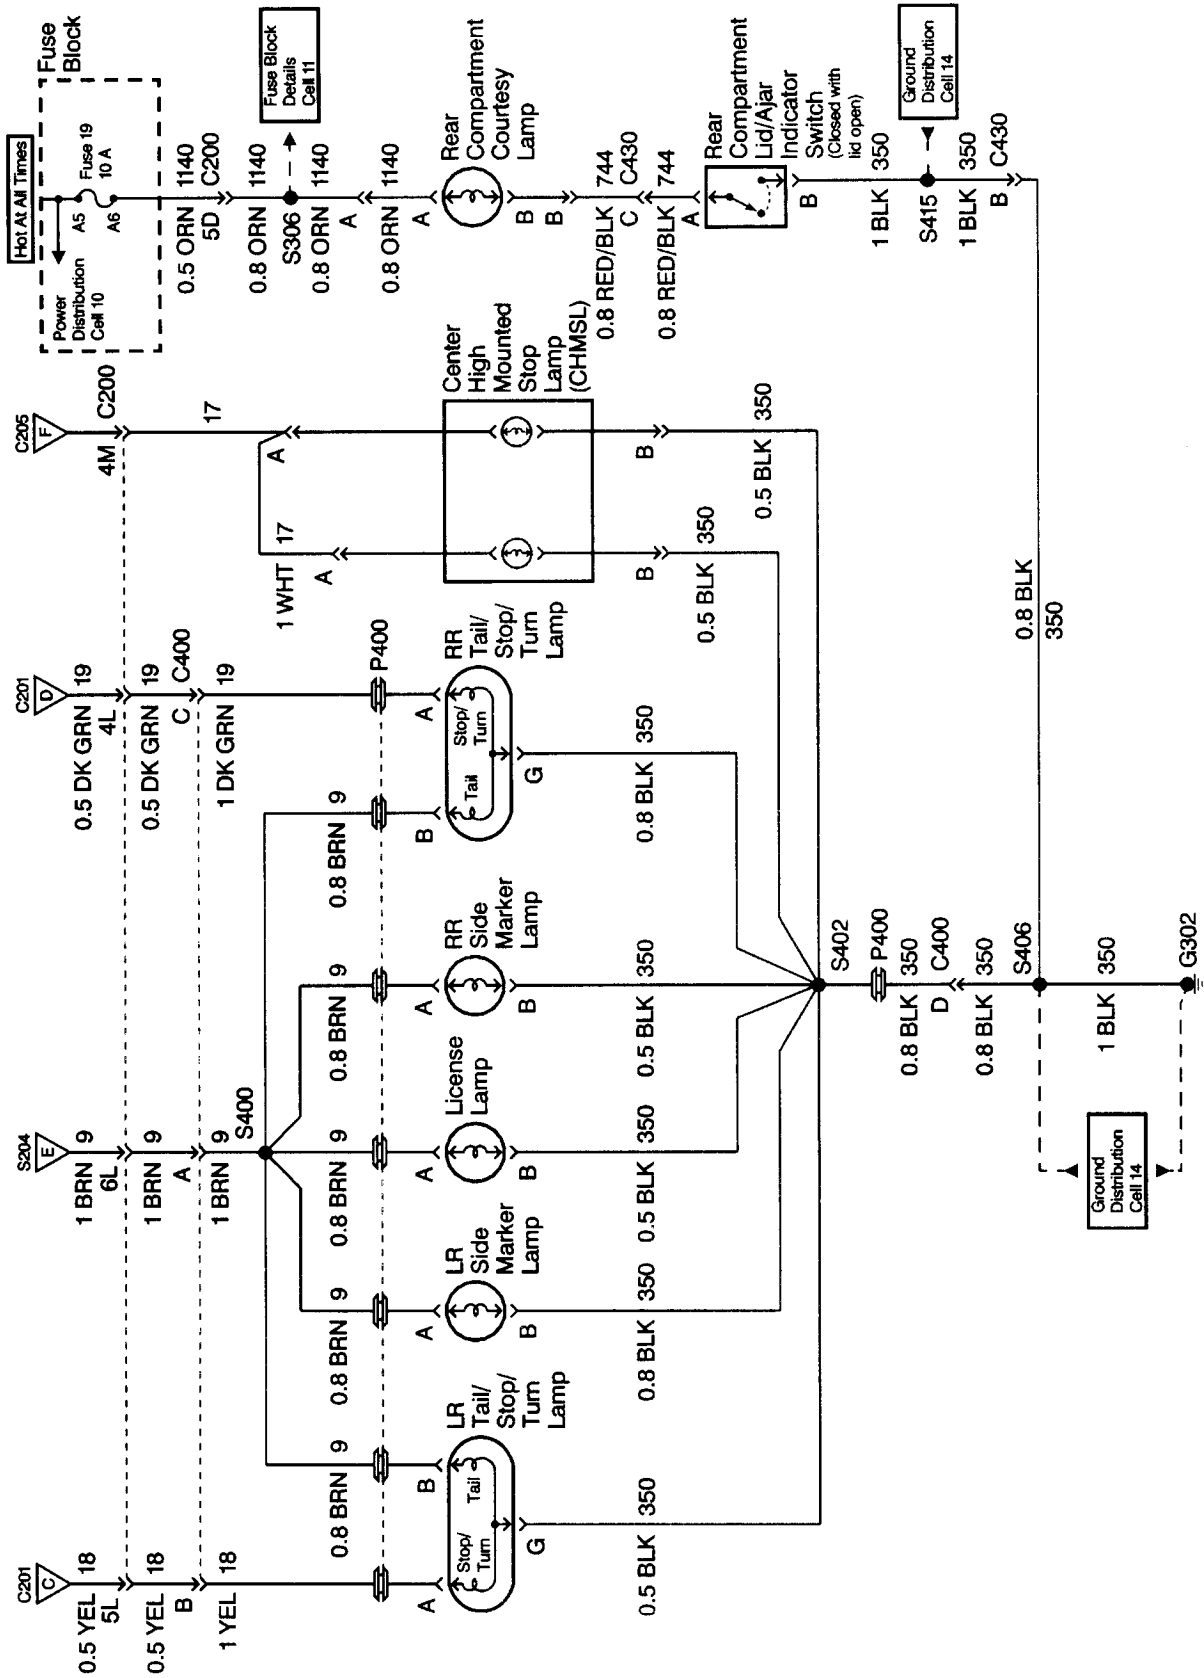 C201
C
0.5 YEL 18
5L
0.5 YEL 18
B
1 YEL 18
A
LR
Tail/
Stop/
Turn
Lamp
Stop/
Turn
Tail
G
0.5 BLK 350
0.8 BRN 9
B
S204
E
1 BRN 9
6L
1 BRN 9
A
1 BRN 9
S400
0.8 BRN 9
A
LR
Side
Marker
Lamp
B
0.8 BLK 350
0.8 BRN 9
A
License
Lamp
B
0.5 BLK 350
0.8 BRN 9
A
RR
Side
Marker
Lamp
B
0.5 BLK 350
0.8 BRN 9
B
C201
D
0.5 DK GRN 19
4L
0.5 DK GRN 19
C C400
1 DK GRN 19
P400
A
RR
Tail/
Stop/
Turn
Lamp
Tail
Stop/
Turn
G
0.8 BLK 350
C205
F
4M C200
17
A
1 WHT 17
A
Center
High
Mounted
Stop
Lamp
(CHMSL)
B
0.5 BLK 350
B
0.5 BLK 350
Hot At All Times
Fuse
Block
Power
Distribution
Cell 10
A5
Fuse 19
10 A
A6
0.5 ORN 1140
5D C200
0.8 ORN 1140
S306
Fuse Block
Details
Cell 11
0.8 ORN 1140
A
0.8 ORN 1140
A
Rear
Compartment
Courtesy
Lamp
B
B
0.8 RED/BLK 744
C C430
0.8 RED/BLK 744
A
Rear
Compartment
Lid/Ajar
Indicator
Switch
(Closed with
lid open)
B
1 BLK 350
S415
Ground
Distribution
Cell 14
1 BLK 350
B C430
0.8 BLK
350
S402
P400
0.8 BLK 350
D C400
0.8 BLK 350
S406
1 BLK 350
Ground
Distribution
Cell 14
G302